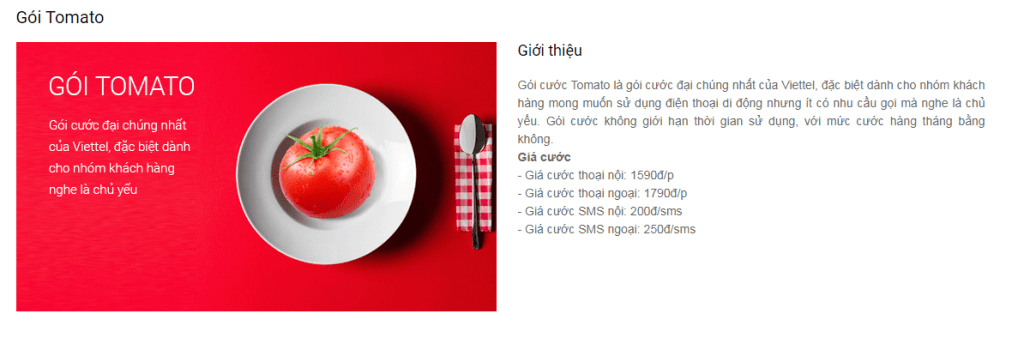 Gói Tomato
GÓI TOMATO
Gói cước đại chúng nhất
của Viettel, đặc biệt dành
cho nhóm khách hàng
nghe là chủ yếu
Giới thiệu
Gói cước Tomato là gói cước đại chúng nhất của Viettel, đặc biệt dành cho nhóm khách
hàng mong muốn sử dụng điện thoại di động nhưng ít có nhu cầu gọi mà nghe là chủ
yếu. Gói cước không giới hạn thời gian sử dụng, với mức cước hàng tháng bằng
không.
Giá cước
- Giá cước thoại nội: 1590đ/p
- Giá cước thoại ngoại: 1790đ/p
- Giá cước SMS nội: 200đ/sms
- Giá cước SMS ngoại: 250đ/sms